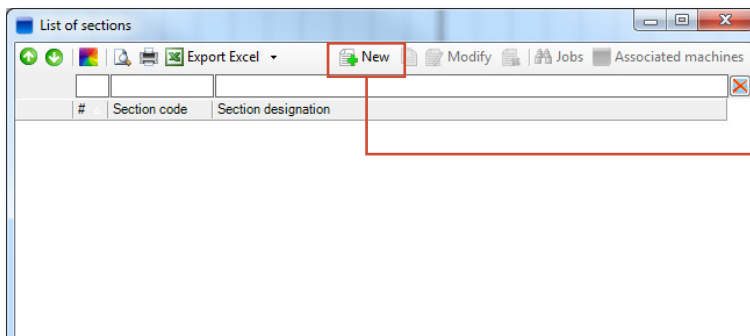 List of sections
Export Excel New Modify Jobs Associated machines
# Section code Section designation